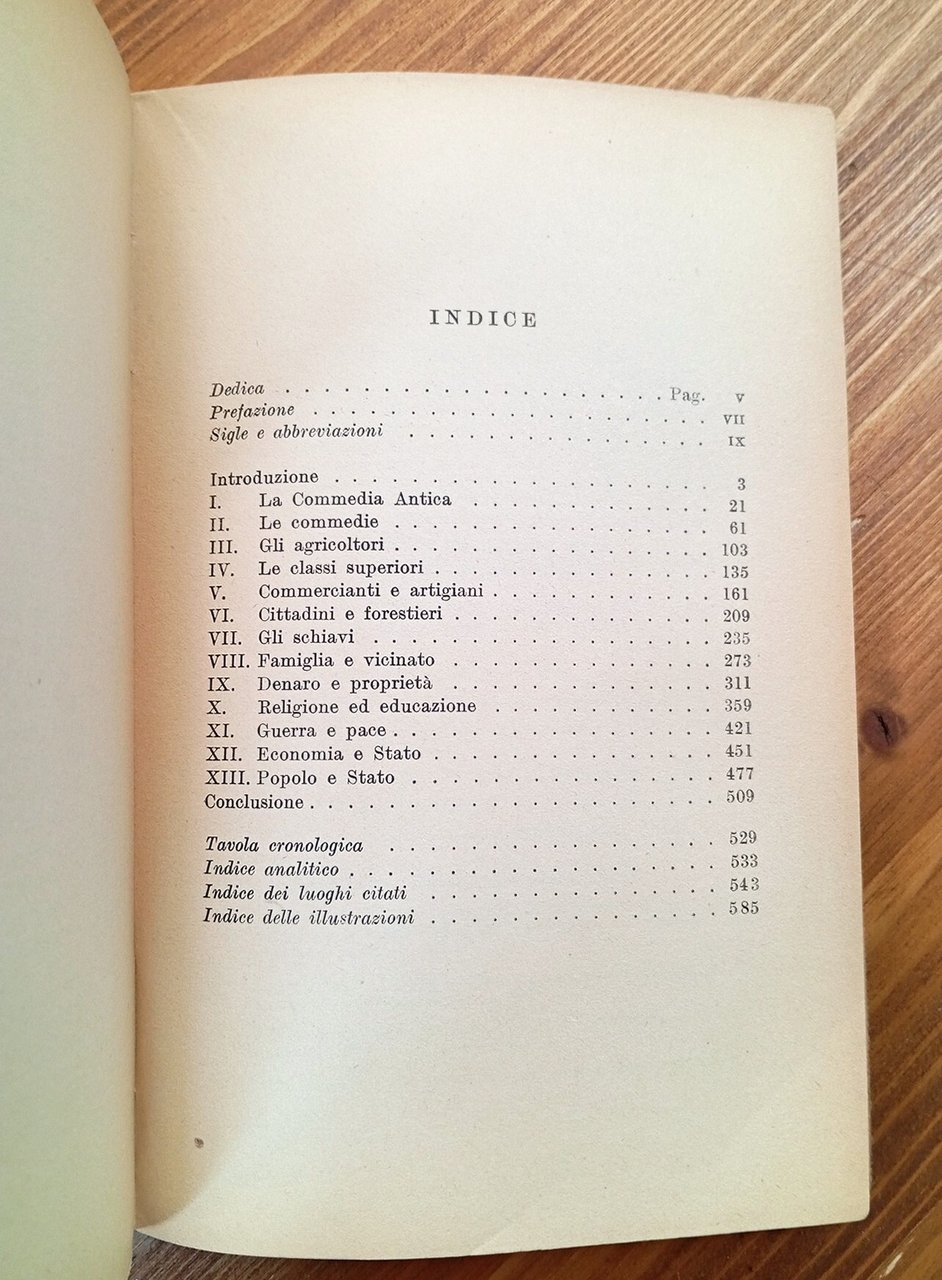 INDICE
Dedica . . . . . . . . . . . . . . . . . Pag. V
Prefazione . . . . . . . . . . . . . . . . . VII
Sigle e abbreviazioni . . . . . . . . . . . . . IX
Introduzione . . . . . . . . . . . . . . . . . 3
I. La Commedia Antica . . . . . . . . . . . 21
II. Le commedie . . . . . . . . . . . . . . 61
III. Gli agricoltori . . . . . . . . . . . . . . 103
IV. Le classi superiori . . . . . . . . . . . . 135
V. Commercianti e artigiani . . . . . . . . . . 161
VI. Cittadini e forestieri . . . . . . . . . . . 209
VII. Gli schiavi . . . . . . . . . . . . . . . 235
VIII. Famiglia e vicinato . . . . . . . . . . . 273
IX. Denaro e proprietà . . . . . . . . . . . 311
X. Religione ed educazione . . . . . . . . . . 359
XI. Guerra e pace . . . . . . . . . . . . . . 421
XII. Economia e Stato . . . . . . . . . . . . 451
XIII. Popolo e Stato . . . . . . . . . . . . . 477
Conclusione . . . . . . . . . . . . . . . . . 509
Tavola cronologica . . . . . . . . . . . . . . 529
Indice analitico . . . . . . . . . . . . . . . 533
Indice dei luoghi citati . . . . . . . . . . . . 543
Indice delle illustrazioni . . . . . . . . . . . . 585